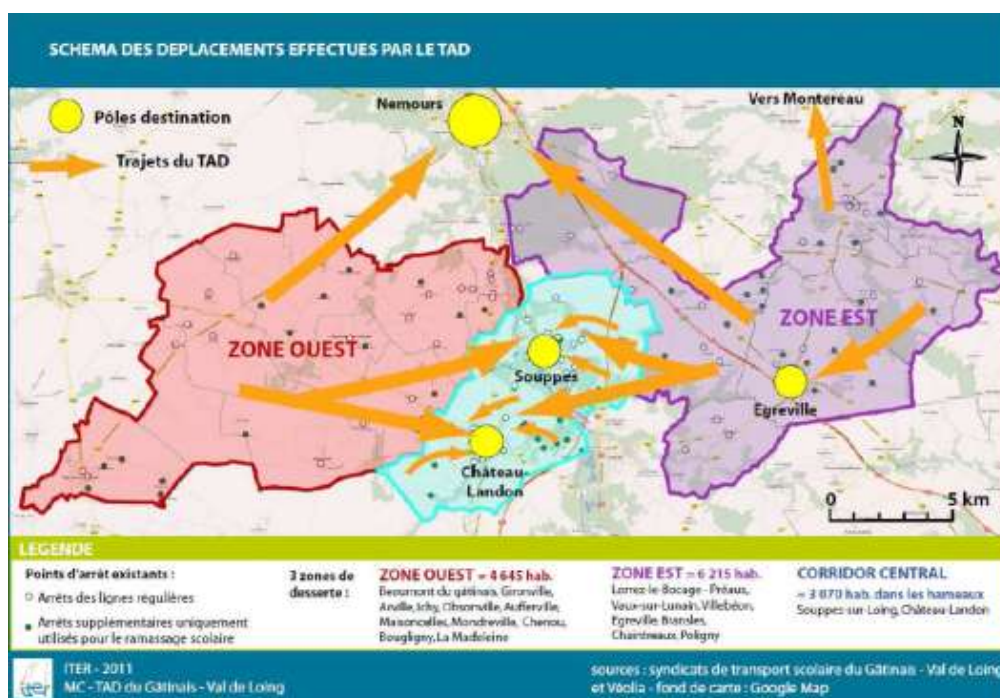 SCHEMA DES DEPLACEMENTS EFFECTUES PAR LE TAD
Nemours
Vers Montereau
Pôles destination
N
Trajets du TAD
ZONE OUEST
ZONE EST
Souppes
Egreville
Château-
Landon
0 5 km
LEGENDE
Points d'arrêt existants :
Arrêts des lignes régulières
Arrêts supplémentaires uniquement
utilisés pour le ramassage scolaire
3 zones de
desserte :
ZONE OUEST = 4 645 hab.
Beaumont du gâtinais, Gironville,
Arville, Ichy, Obsonville, Aufferville,
Maisoncelles, Mondreville, Chenou,
Bougligny, La Madeleine
ZONE EST = 6 215 hab.
Lorrez-le-Bocage - Préaux,
Vaux-sur-Lunain, Villebéon,
Egreville, Bransles,
Chaintreaux, Poligny
CORRIDOR CENTRAL
≈ 3 070 hab. dans les hameaux
Souppes-sur-Loing, Château-Landon
iter
ITER - 2011
MC - TAD du Gâtinais - Val de Loing
sources : syndicats de transport scolaire du Gâtinais - Val de Loing
et Véolia - fond de carte : Google Map